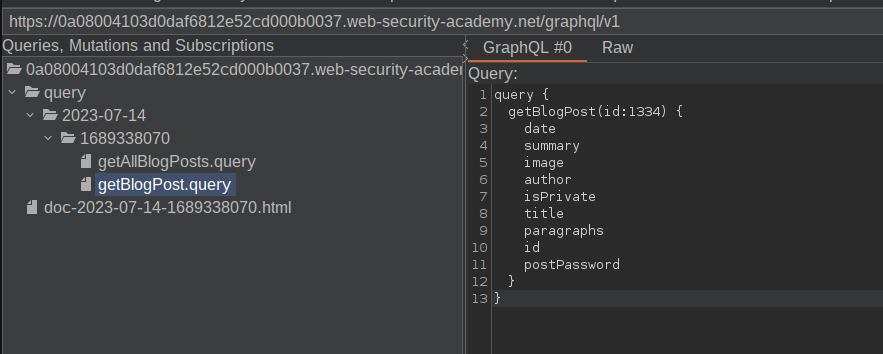 https://0a08004103d0daf6812e52cd000b0037.web-security-academy.net/graphql/v1
Queries, Mutations and Subscriptions
0a08004103d0daf6812e52cd000b0037.web-security-acader
query
2023-07-14
1689338070
getAllBlogPosts.query
getBlogPost.query
doc-2023-07-14-1689338070.html
GraphQL #0 Raw
Query:
1 query {
2 getBlogPost(id:1334) {
3 date
4 summary
5 image
6 author
7 isPrivate
8 title
9 paragraphs
10 id
11 postPassword
12 }
13 }